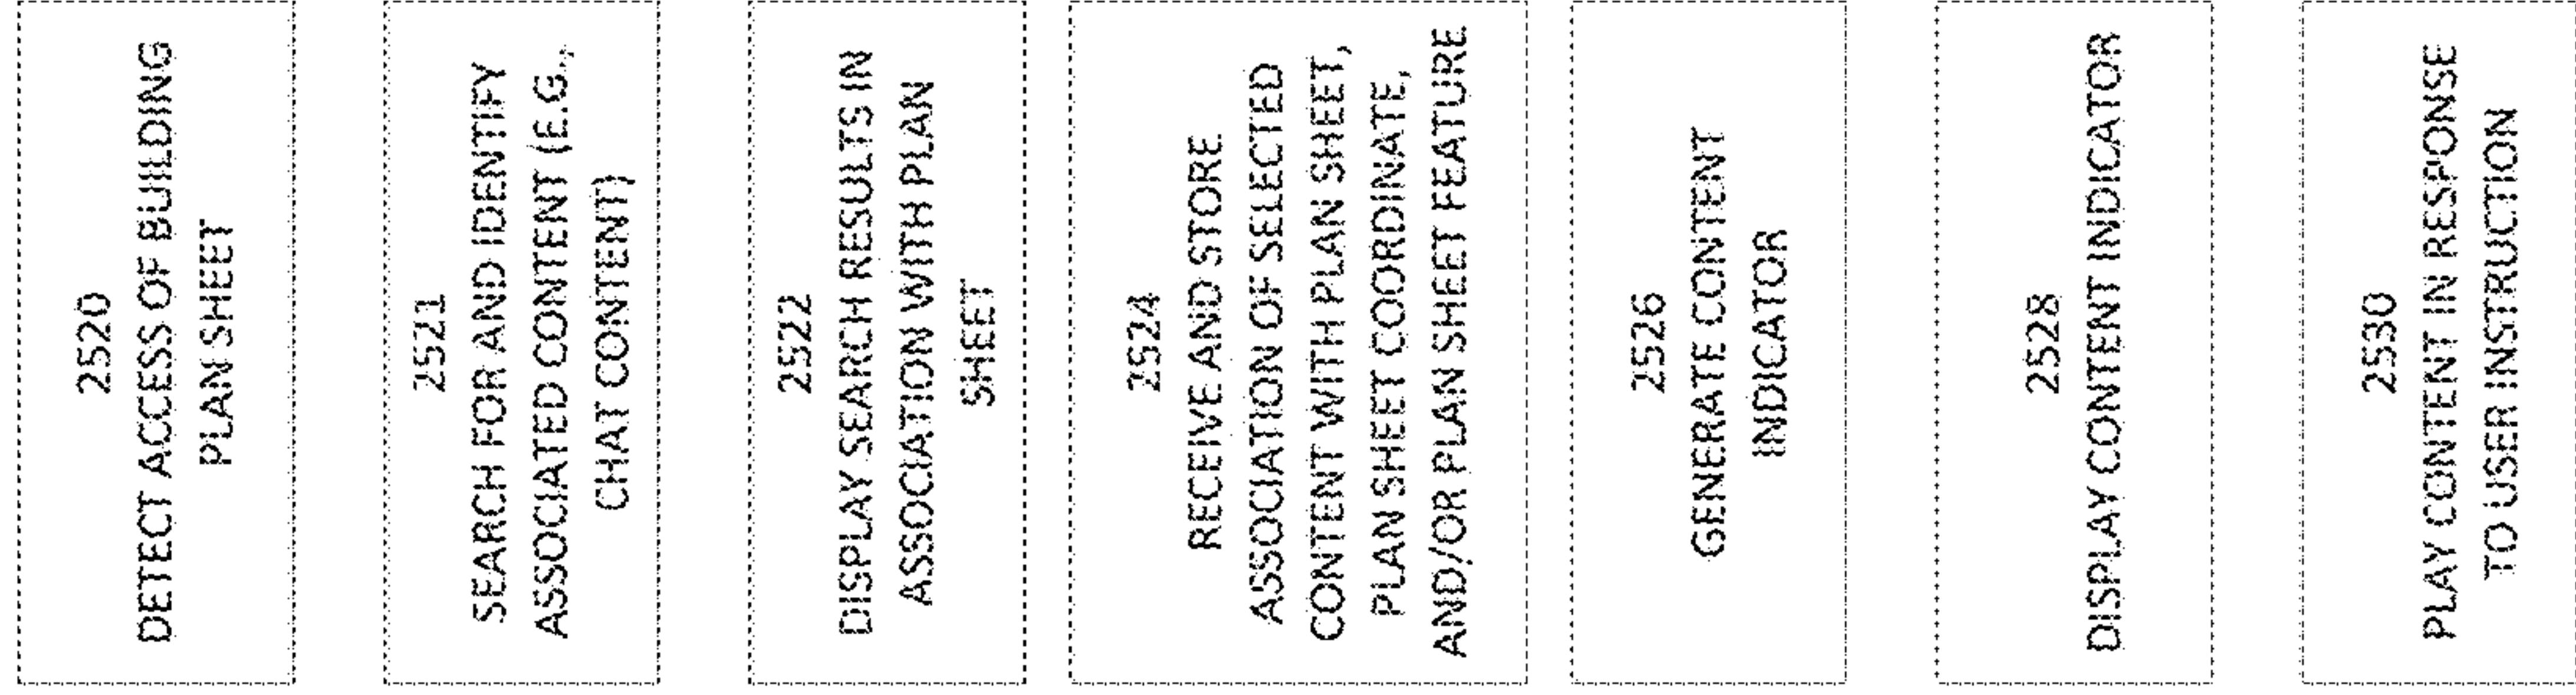 2520
DETECT ACCESS OF BUILDING
PLAN SHEET
2521
SEARCH FOR AND IDENTIFY
ASSOCIATED CONTENT (E.G.,
CHAT CONTENT)
2522
DISPLAY SEARCH RESULTS IN
ASSOCIATION WITH PLAN
SHEET
2524
RECEIVE AND STORE
ASSOCIATION OF SELECTED
CONTENT WITH PLAN SHEET,
PLAN SHEET COORDINATE,
AND/OR PLAN SHEET FEATURE
2526
GENERATE CONTENT
INDICATOR
2528
DISPLAY CONTENT INDICATOR
2530
PLAY CONTENT IN RESPONSE
TO USER INSTRUCTION